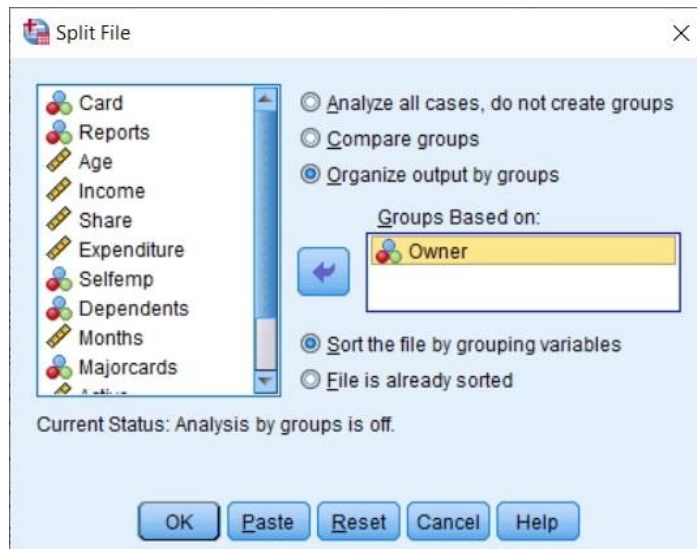 Split File
Card
Reports
Age
Income
Share
Expenditure
Selfemp
Dependents
Months
Majorcards
Analyze all cases, do not create groups
Compare groups
Organize output by groups
Groups Based on:
Owner
Sort the file by grouping variables
File is already sorted
Current Status: Analysis by groups is off.
OK Paste Reset Cancel Help